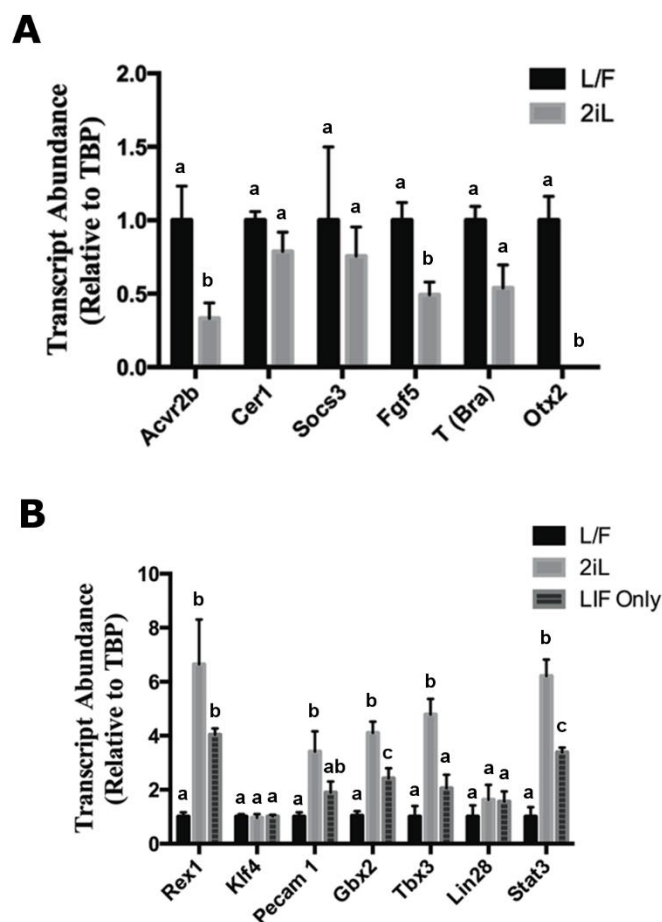 A
Transcript Abundance
(Relative to TBP)
2.0
1.5
1.0
0.5
0.0
L/F
2iL
a
b
a
a
a
a
a
b
a
a
a
b
Acvr2b
Cer1
Socs3
Fgf5
T (Bra)
Otx2
B
Transcript Abundance
(Relative to TBP)
10
8
6
4
2
0
L/F
2iL
LIF Only
a
b
b
a
a
a
a
b
ab
a
b
c
a
b
a
a
a
a
a
b
c
Rex1
Klf4
Pecam 1
Gbx2
Tbx3
Lin28
Stat3